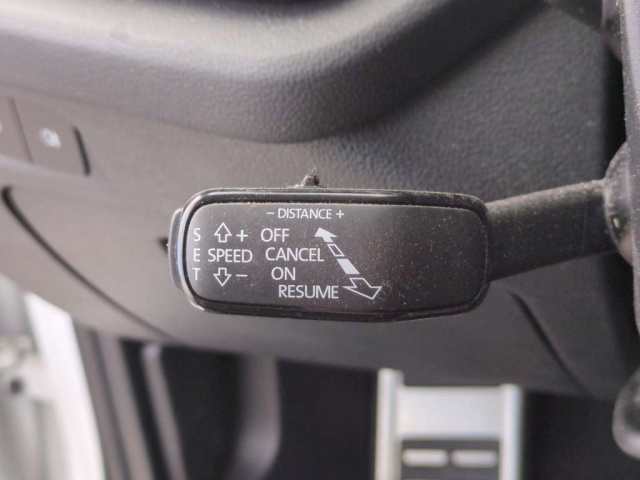 - DISTANCE +
S + OFF
E SPEED CANCEL
T - ON
RESUME